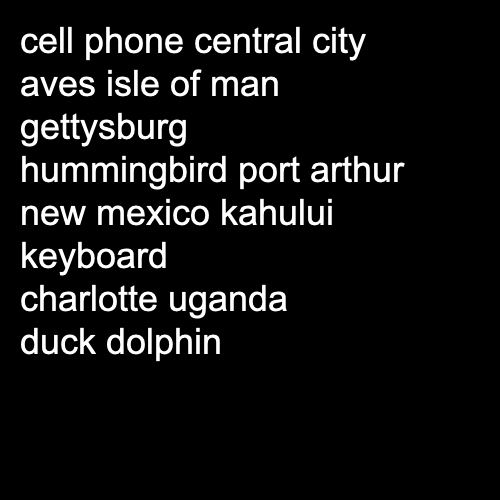 cell phone central city
aves isle of man
gettysburg
hummingbird port arthur
new mexico kahului
keyboard
charlotte uganda
duck dolphin